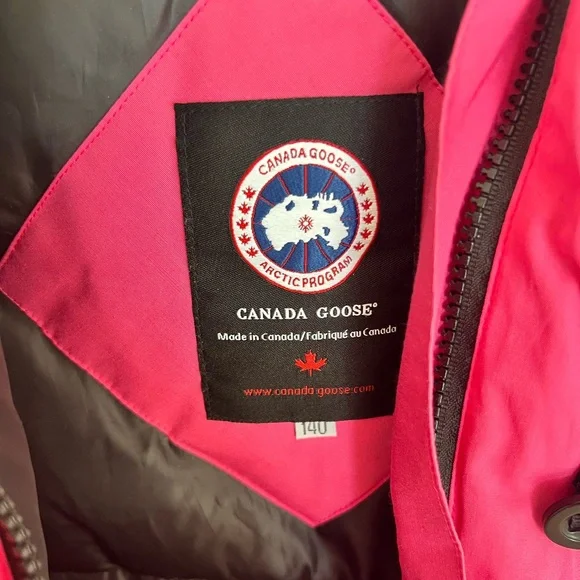 CANADA GOOSE®
ARCTIC PROGRAM
CANADA GOOSE®
Made in Canada/Fabriqué au Canada
www.canada-goose.com
140